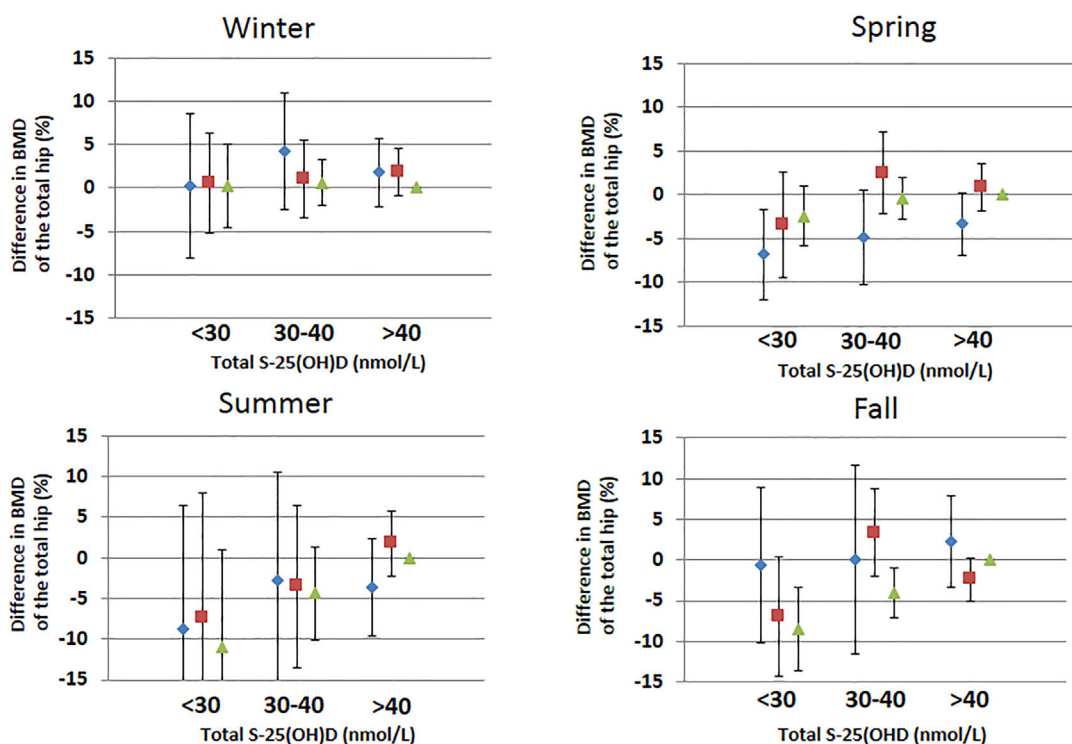 Winter
Difference in BMD
of the total hip (%)
15
10
5
0
-5
-10
-15
<30 30-40 >40
Total S-25(OH)D (nmol/L)
Spring
Difference in BMD
of the total hip (%)
15
10
5
0
-5
-10
-15
<30 30-40 >40
Total S-25(OH)D (nmol/L)
Summer
Difference in BMD
of the total hip (%)
15
10
5
0
-5
-10
-15
<30 30-40 >40
Total S-25(OH)D (nmol/L)
Fall
Difference in BMD
of the total hip (%)
15
10
5
0
-5
-10
-15
<30 30-40 >40
Total S-25(OHD (nmol/L)